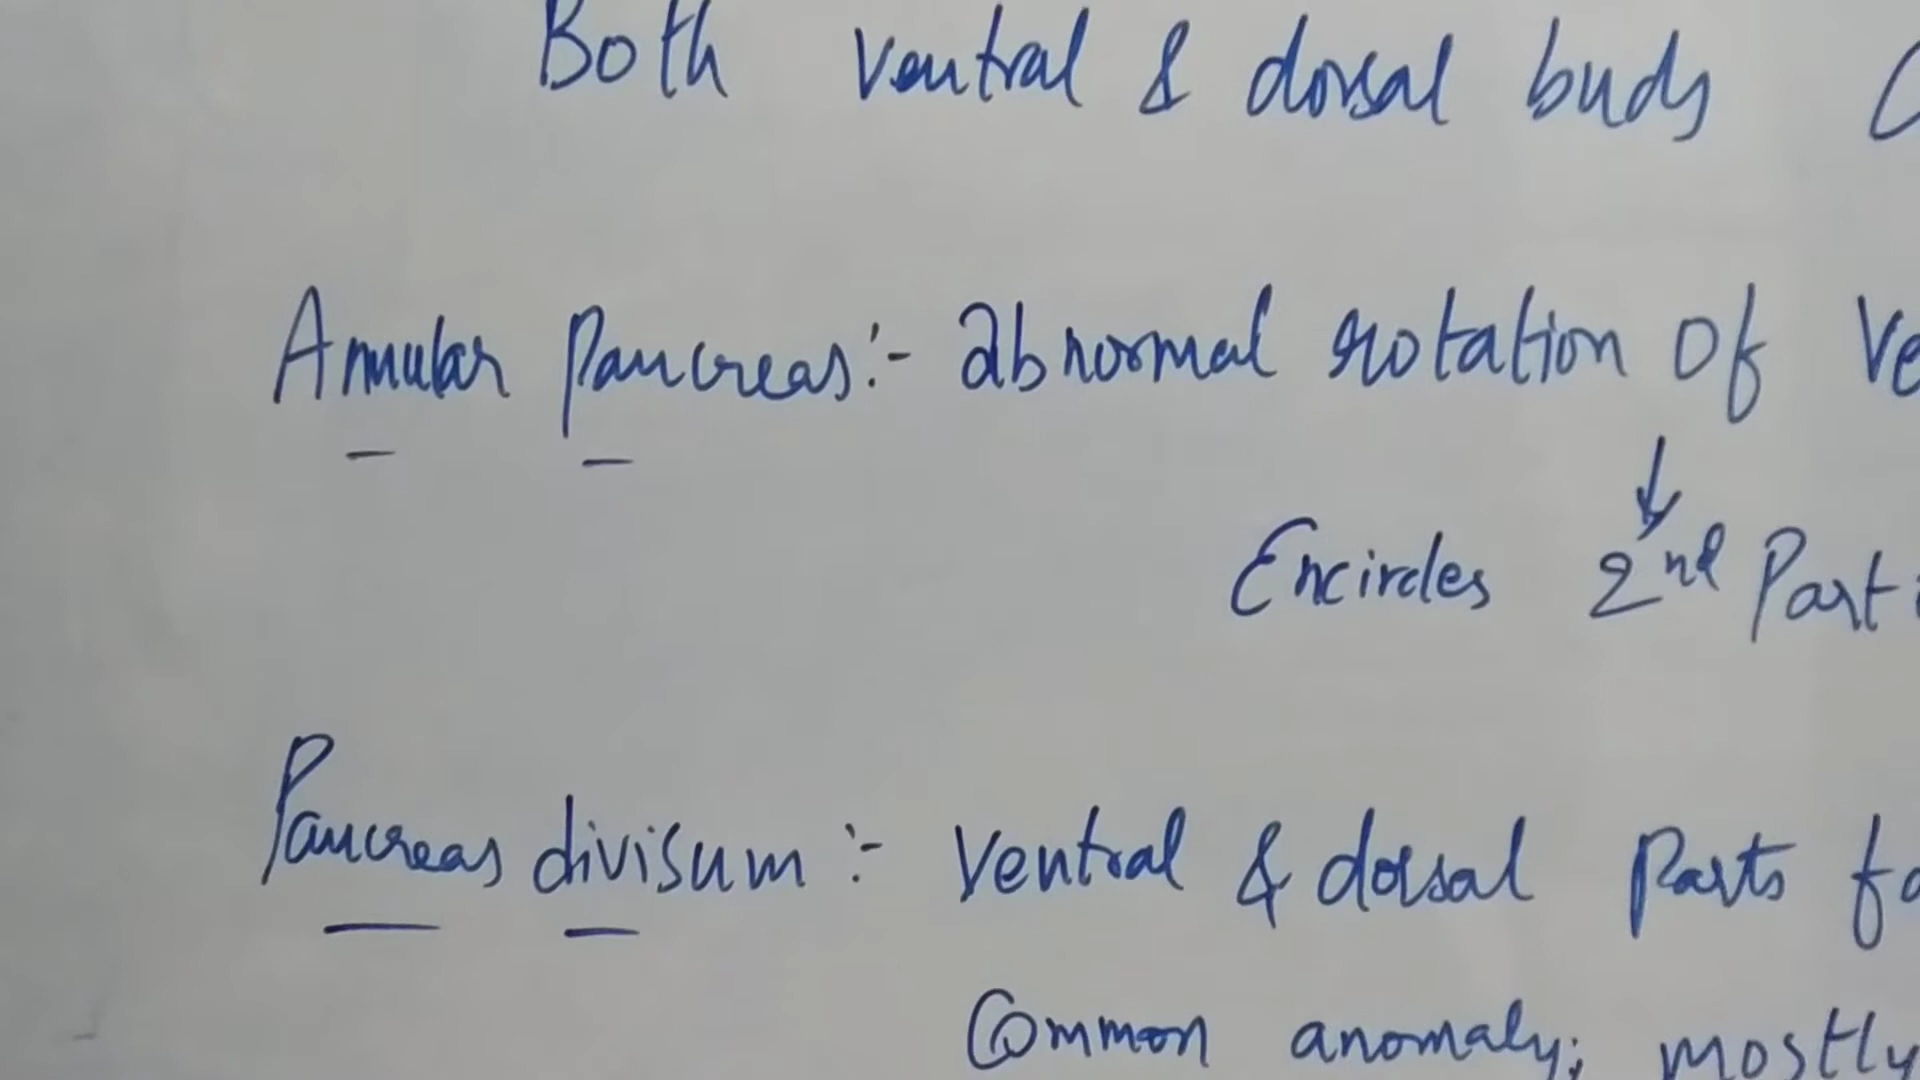 Both ventral & dorsal buds
Annular Pancreas:- abnormal rotation of ve
Encircles 2nd Part
Pancreas divisum :- Ventral & dorsal Parts fa
Common anomaly; mostly